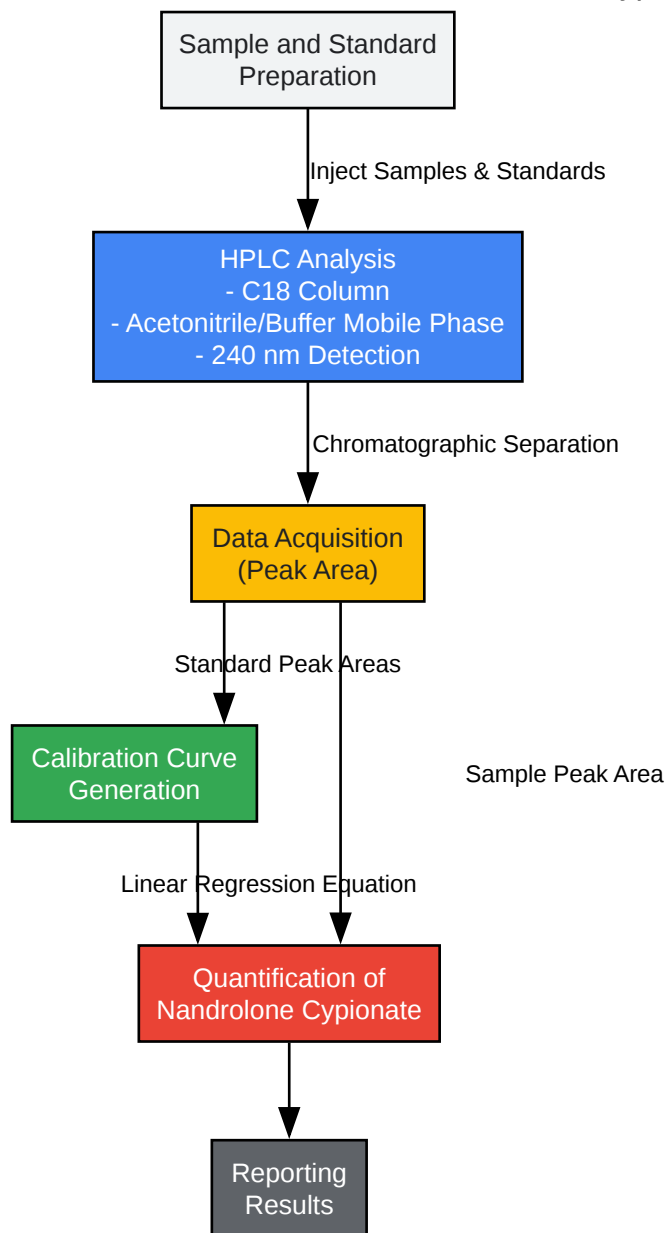 Sample and Standard
Preparation
Inject Samples & Standards
HPLC Analysis
- C18 Column
- Acetonitrile/Buffer Mobile Phase
- 240 nm Detection
Chromatographic Separation
Data Acquisition
(Peak Area)
Standard Peak Areas
Calibration Curve
Generation
Sample Peak Area
Linear Regression Equation
Quantification of
Nandrolone Cypionate
Reporting
Results